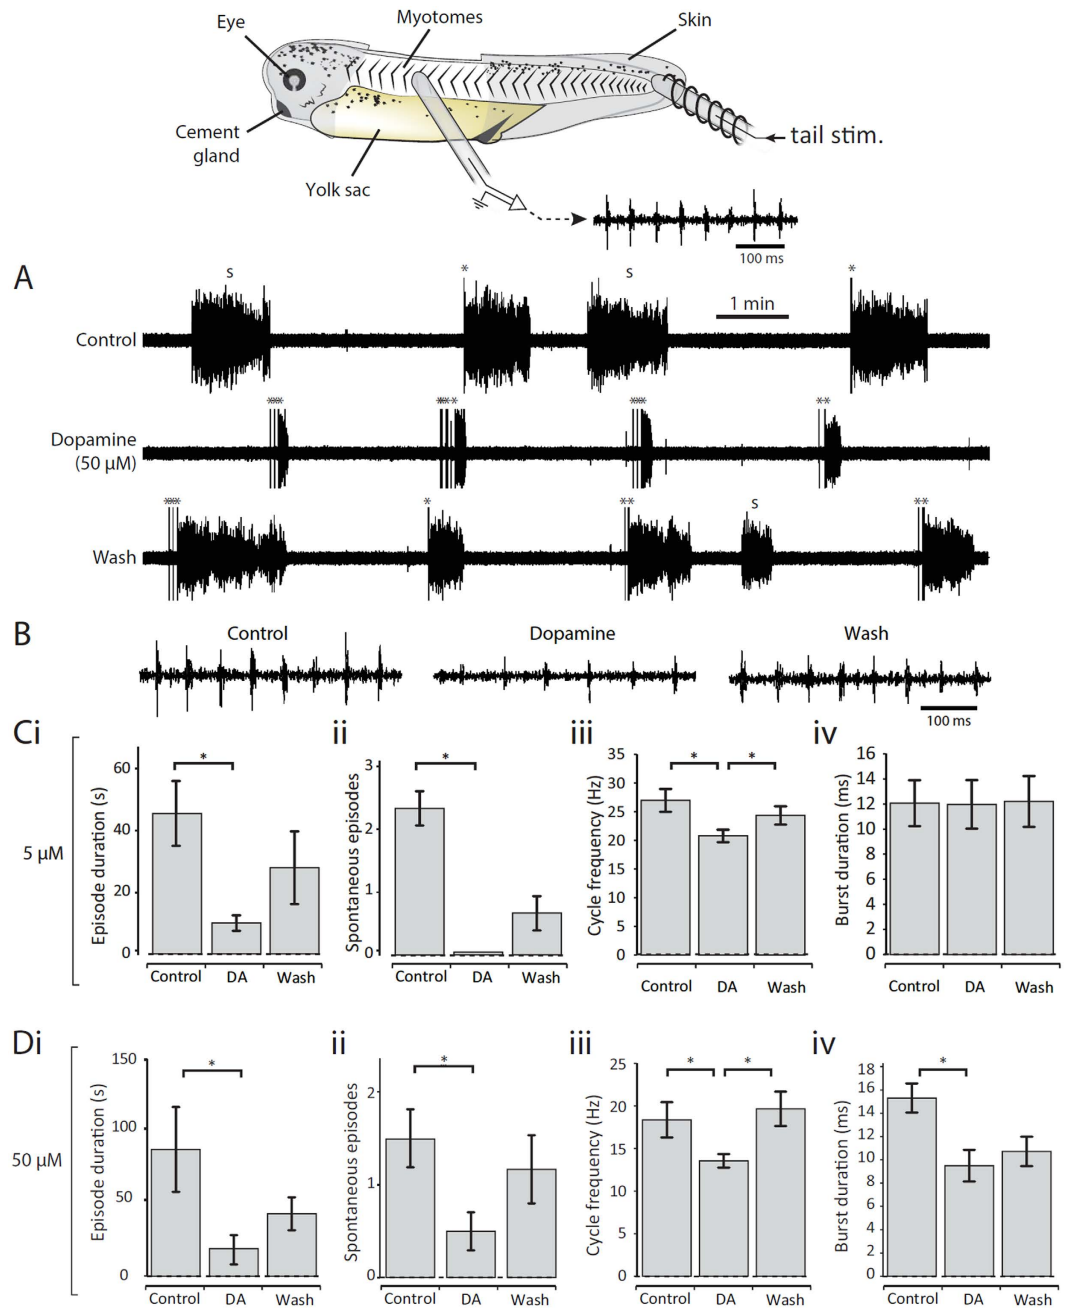 Eye
Myotomes
Skin
Cement
gland
Yolk sac
tail stim.
100 ms
A
s
*
s
*
1 min
Control
****
****
****
**
Dopamine
(50 µM)
***
*
**
s
**
Wash
B
Control
Dopamine
Wash
100 ms
Ci
ii
iii
iv
5 µM
Episode duration (s)
60
40
20
0
*
Control
DA
Wash
Spontaneous episodes
3
2
1
0
*
Control
DA
Wash
Cycle frequency (Hz)
35
30
25
20
15
10
5
0
*
*
Control
DA
Wash
Burst duration (ms)
16
14
12
10
8
6
4
2
0
Control
DA
Wash
Di
ii
iii
iv
50 µM
Episode duration (s)
150
100
50
0
*
Control
DA
Wash
Spontaneous episodes
2
1
0
*
Control
DA
Wash
Cycle frequency (Hz)
25
20
15
10
5
0
*
*
Control
DA
Wash
Burst duration (ms)
18
16
14
12
10
8
6
4
2
0
*
Control
DA
Wash